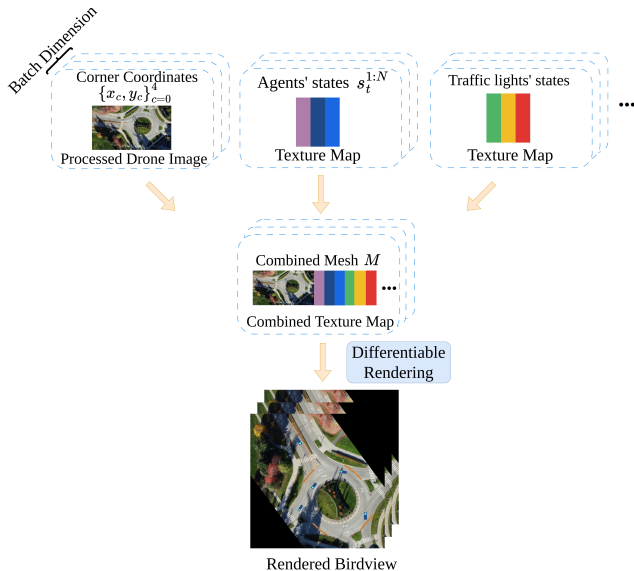 Batch Dimension
Corner Coordinates
$\{x_c, y_c\}_{c=0}^{4}$
Processed Drone Image
Agents' states $s_t^{1:N}$
Texture Map
Traffic lights' states
Texture Map
...
Combined Mesh $M$
...
Combined Texture Map
Differentiable
Rendering
Rendered Birdview